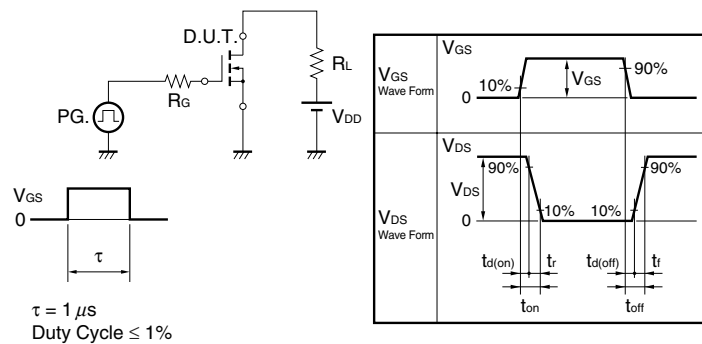 D.U.T.
RL
RG
PG.
VDD
VGS
0
τ
τ = 1 μs
Duty Cycle ≤ 1%
VGS
Wave Form
VGS
10%
VGS
90%
0
VDS
Wave Form
VDS
90%
VDS
90%
0
10%
10%
td(on)
tr
td(off)
tf
ton
toff